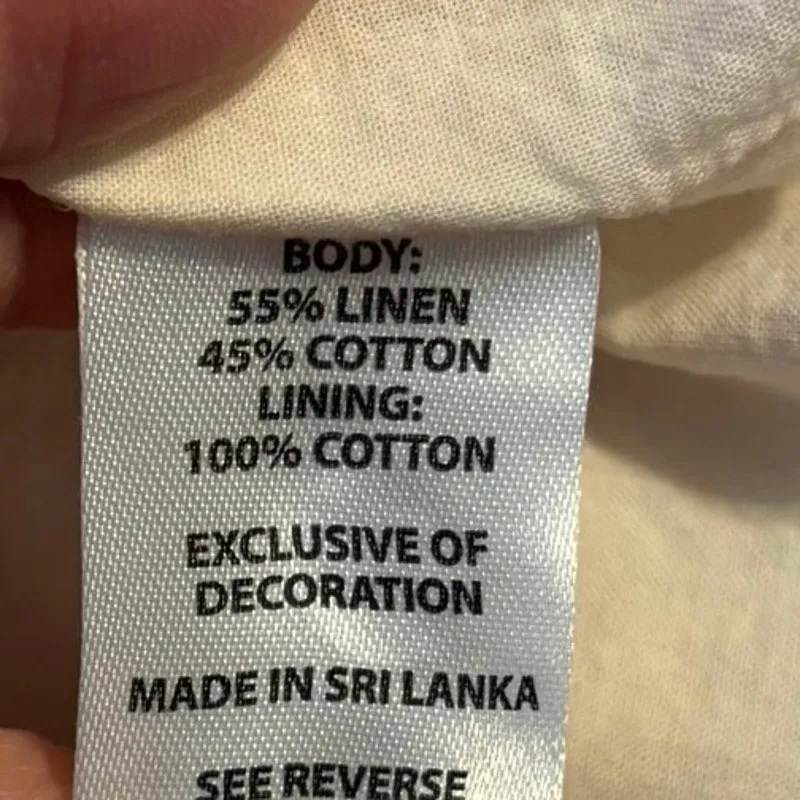 BODY:
55% LINEN
45% COTTON
LINING:
100% COTTON
EXCLUSIVE OF
DECORATION
MADE IN SRI LANKA
SEE REVERSE